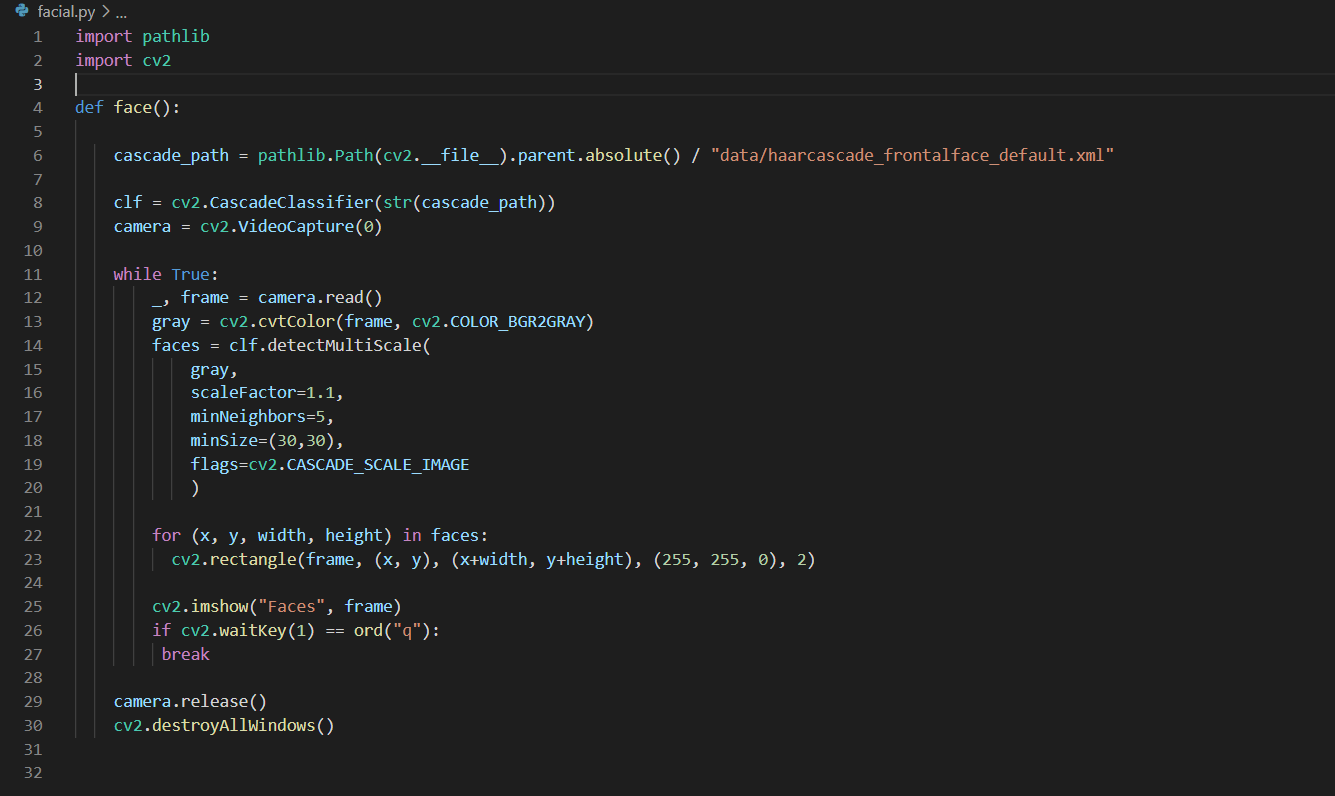 facial.py > ...
1 import pathlib
2 import cv2
3
4 def face():
5
6     cascade_path = pathlib.Path(cv2.__file__).parent.absolute() / "data/haarcascade_frontalface_default.xml"
7
8     clf = cv2.CascadeClassifier(str(cascade_path))
9     camera = cv2.VideoCapture(0)
10
11     while True:
12         _, frame = camera.read()
13         gray = cv2.cvtColor(frame, cv2.COLOR_BGR2GRAY)
14         faces = clf.detectMultiScale(
15             gray,
16             scaleFactor=1.1,
17             minNeighbors=5,
18             minSize=(30,30),
19             flags=cv2.CASCADE_SCALE_IMAGE
20             )
21
22         for (x, y, width, height) in faces:
23           cv2.rectangle(frame, (x, y), (x+width, y+height), (255, 255, 0), 2)
24
25         cv2.imshow("Faces", frame)
26         if cv2.waitKey(1) == ord("q"):
27          break
28
29     camera.release()
30     cv2.destroyAllWindows()
31
32